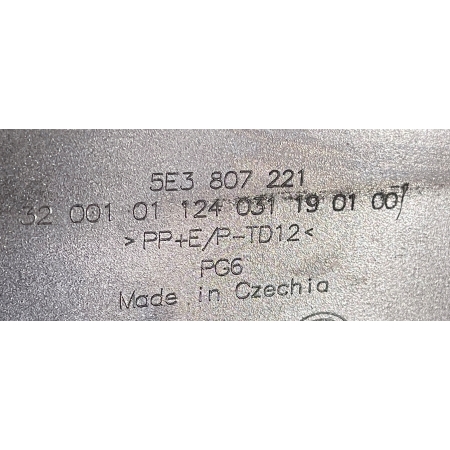 5E3 807 221
32 001 01 124 031 19 01 00
>PP+E/P-TD12<
PG6
Made in Czechia